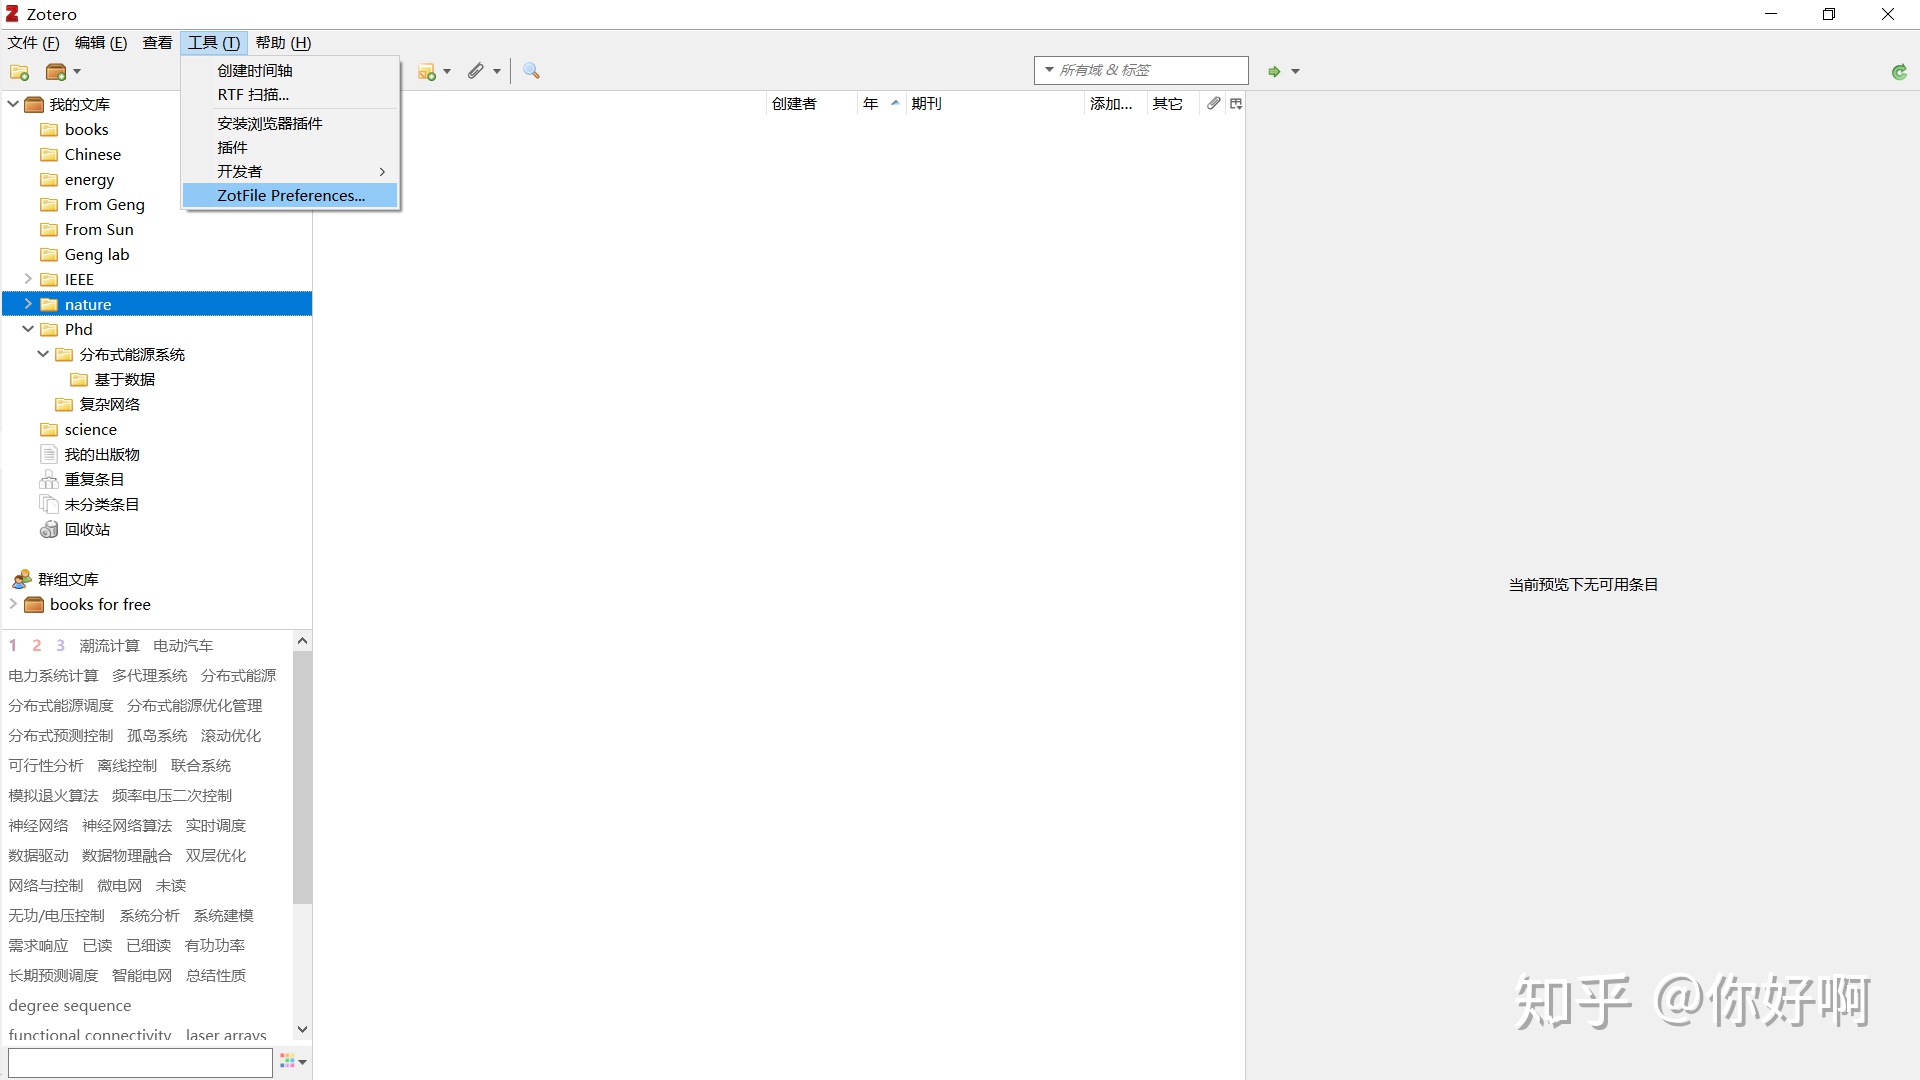 Zotero
文件 (F) 编辑 (E) 查看 工具 (T) 帮助 (H)
创建时间轴
RTF 扫描...
安装浏览器插件
插件
开发者
ZotFile Preferences...
所有域 & 标签
创建者 年 期刊 添加... 其它
我的文库
books
Chinese
energy
From Geng
From Sun
Geng lab
IEEE
nature
Phd
分布式能源系统
基于数据
复杂网络
science
我的出版物
重复条目
未分类条目
回收站
群组文库
books for free
1 2 3 潮流计算 电动汽车
电力系统计算 多代理系统 分布式能源
分布式能源调度 分布式能源优化管理
分布式预测控制 孤岛系统 滚动优化
可行性分析 离线控制 联合系统
模拟退火算法 频率电压二次控制
神经网络 神经网络算法 实时调度
数据驱动 数据物理融合 双层优化
网络与控制 微电网 未读
无功/电压控制 系统分析 系统建模
需求响应 已读 已细读 有功功率
长期预测调度 智能电网 总结性质
degree sequence
functional connectivity laser arrays
当前预览下无可用条目
知乎 @你好啊